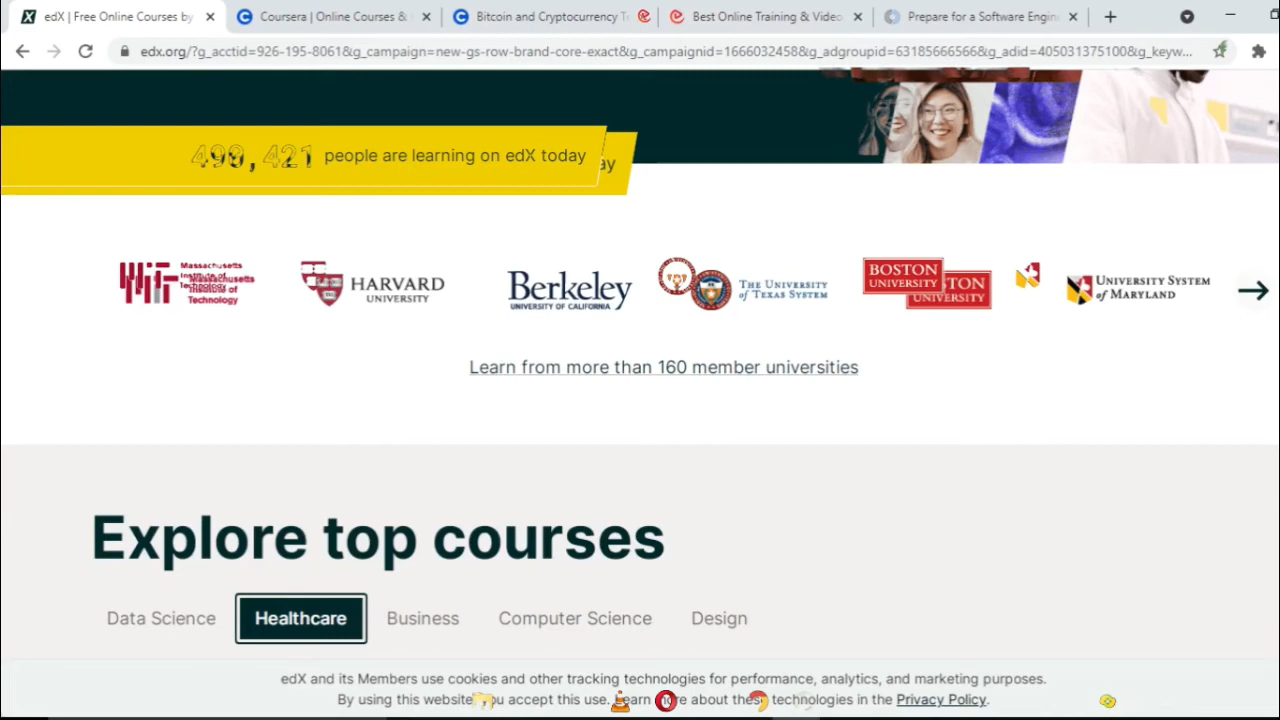 edX | Free Online Courses by
Coursera | Online Courses &
Bitcoin and Cryptocurrency T
Best Online Training & Video
Prepare for a Software Engin
edx.org/?g_acctid=926-195-8061&g_campaign=new-gs-row-brand-core-exact&g_campaignid=1666032458&g_adgroupid=63185666566&g_adid=405031375100&g_keyw...
people are learning on edX today
ay
Massachusetts
Institute of
Technology
HARVARD
UNIVERSITY
Berkeley
UNIVERSITY OF CALIFORNIA
THE UNIVERSITY
OF TEXAS SYSTEM
BOSTON
UNIVERSITY
TON
UNIVERSITY
UNIVERSITY SYSTEM
of MARYLAND
Learn from more than 160 member universities
Explore top courses
Data Science Healthcare Business Computer Science Design
edX and its Members use cookies and other tracking technologies for performance, analytics, and marketing purposes.
By using this website, you accept this use. Learn more about these technologies in the Privacy Policy.